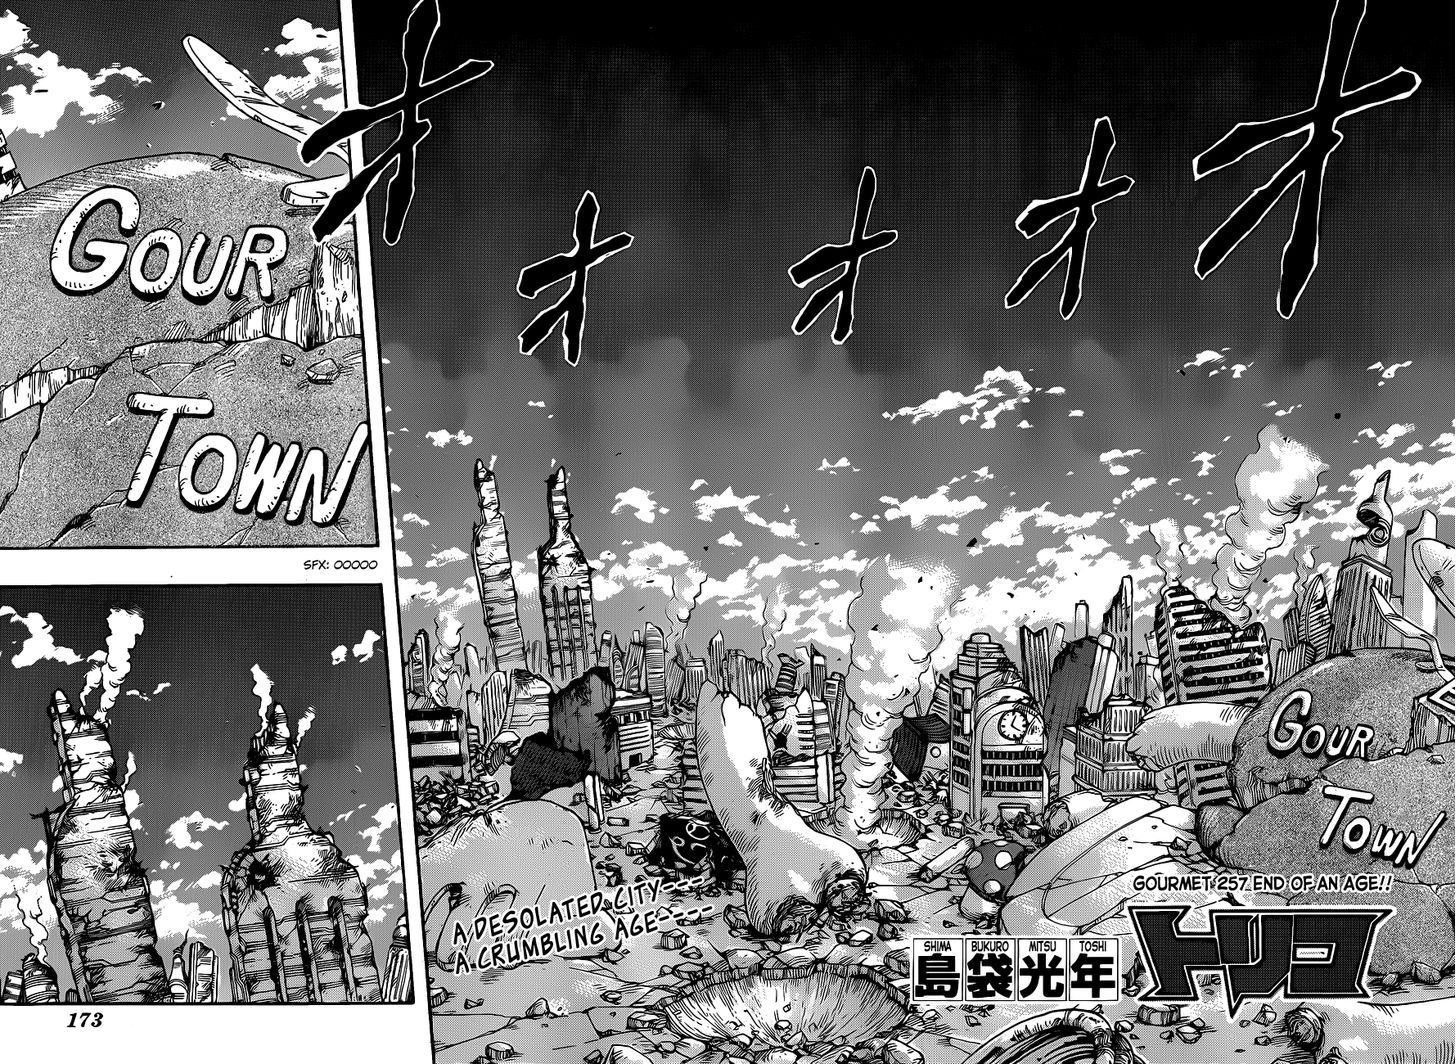 オオオオオ
GOUR
TOWN
GOUR
TOWN
SFX: OOOOO
GOURMET 257 END OF AN AGE!!
トリコ
SHIMA BUKURO MITSU TOSHI
島袋光年
A DESOLATED CITY----
A CRUMBLING AGE----
173